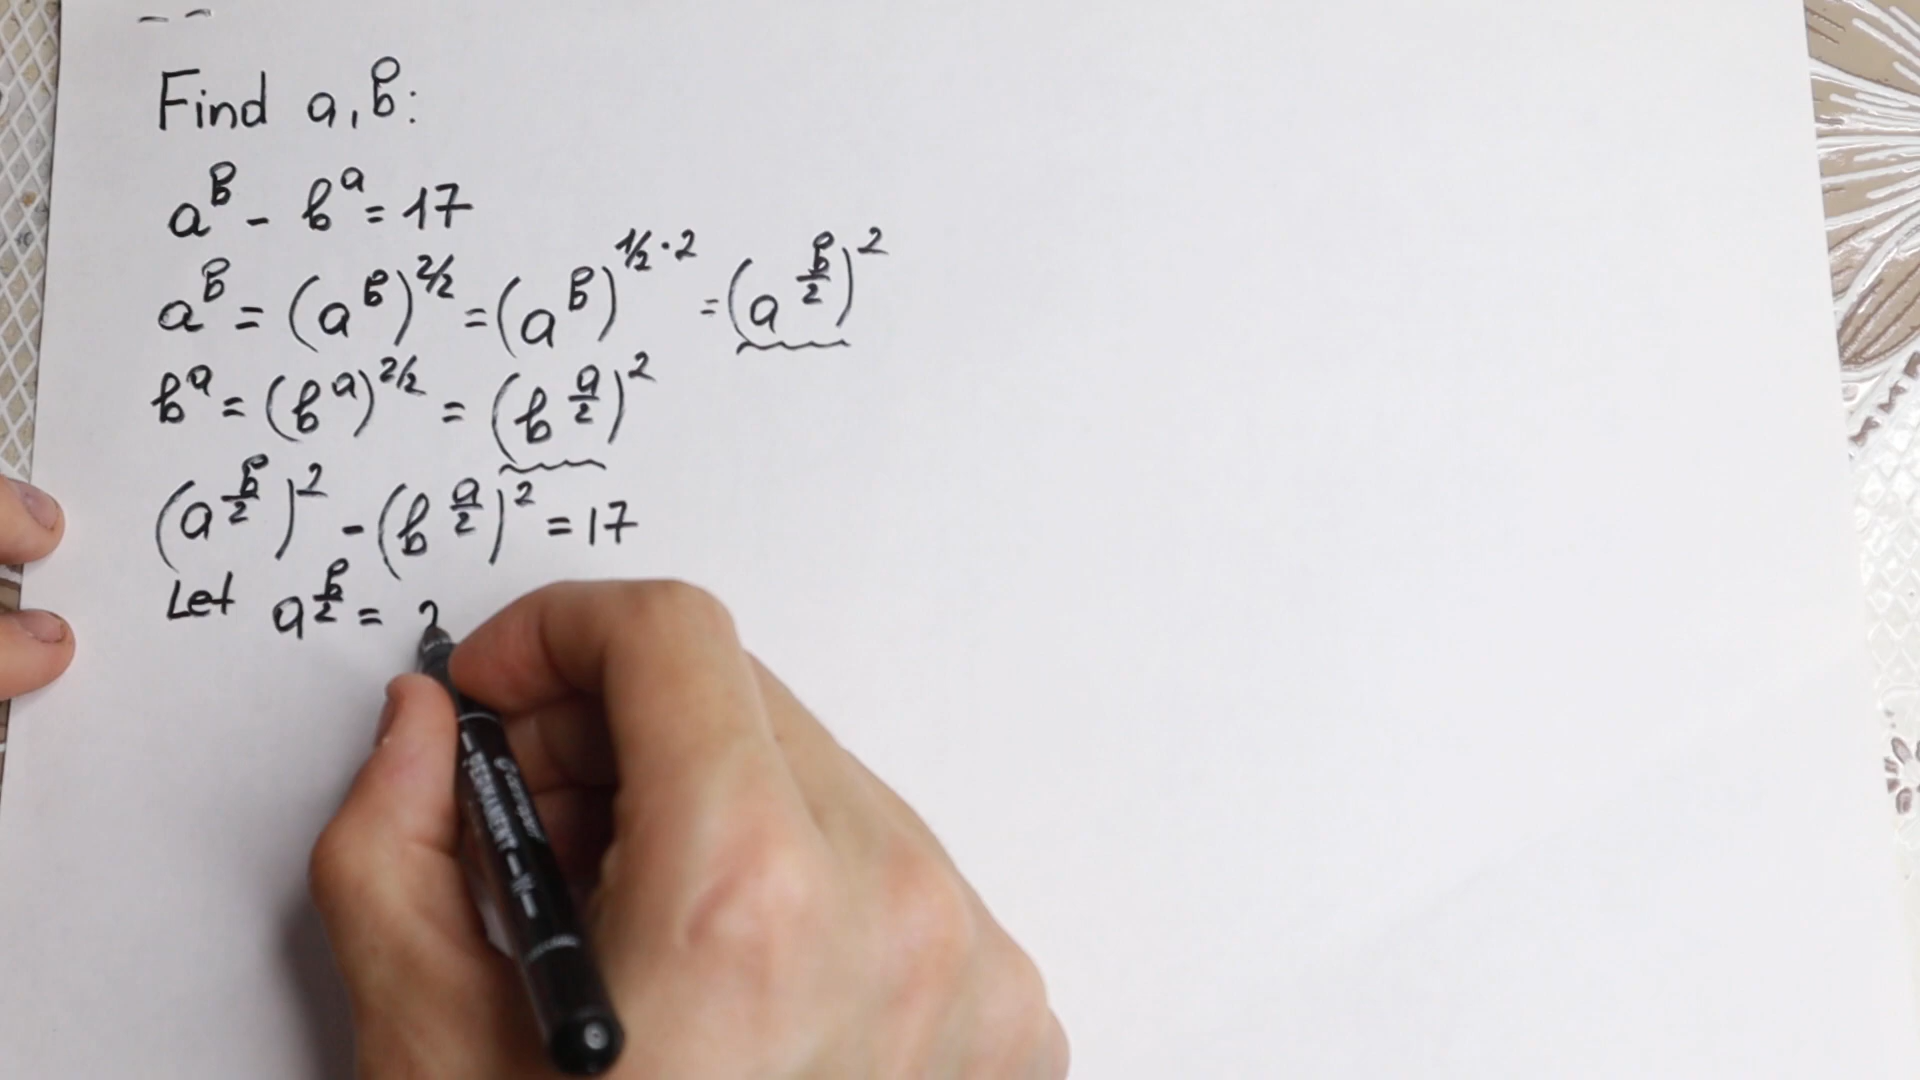 Find a, b:
a^b - b^a = 17
a^b = (a^b)^2/2 = (a^b)^1/2·2 = (a^b/2)^2
b^a = (b^a)^2/2 = (b^a/2)^2
(a^b/2)^2 - (b^a/2)^2 = 17
Let a^b/2 =
PERMANENT